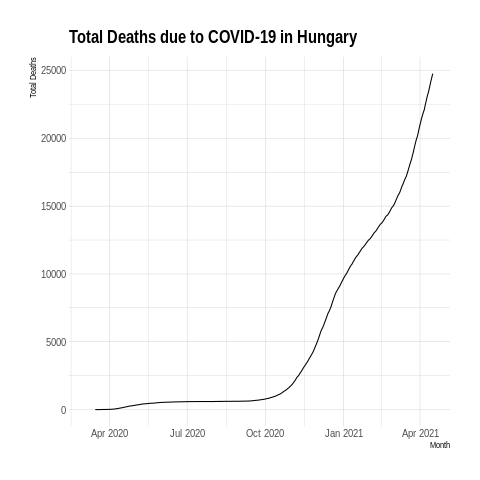 Total Deaths due to COVID-19 in Hungary
Total Deaths
25000
20000
15000
10000
5000
0
Apr 2020 Jul 2020 Oct 2020 Jan 2021 Apr 2021
Month